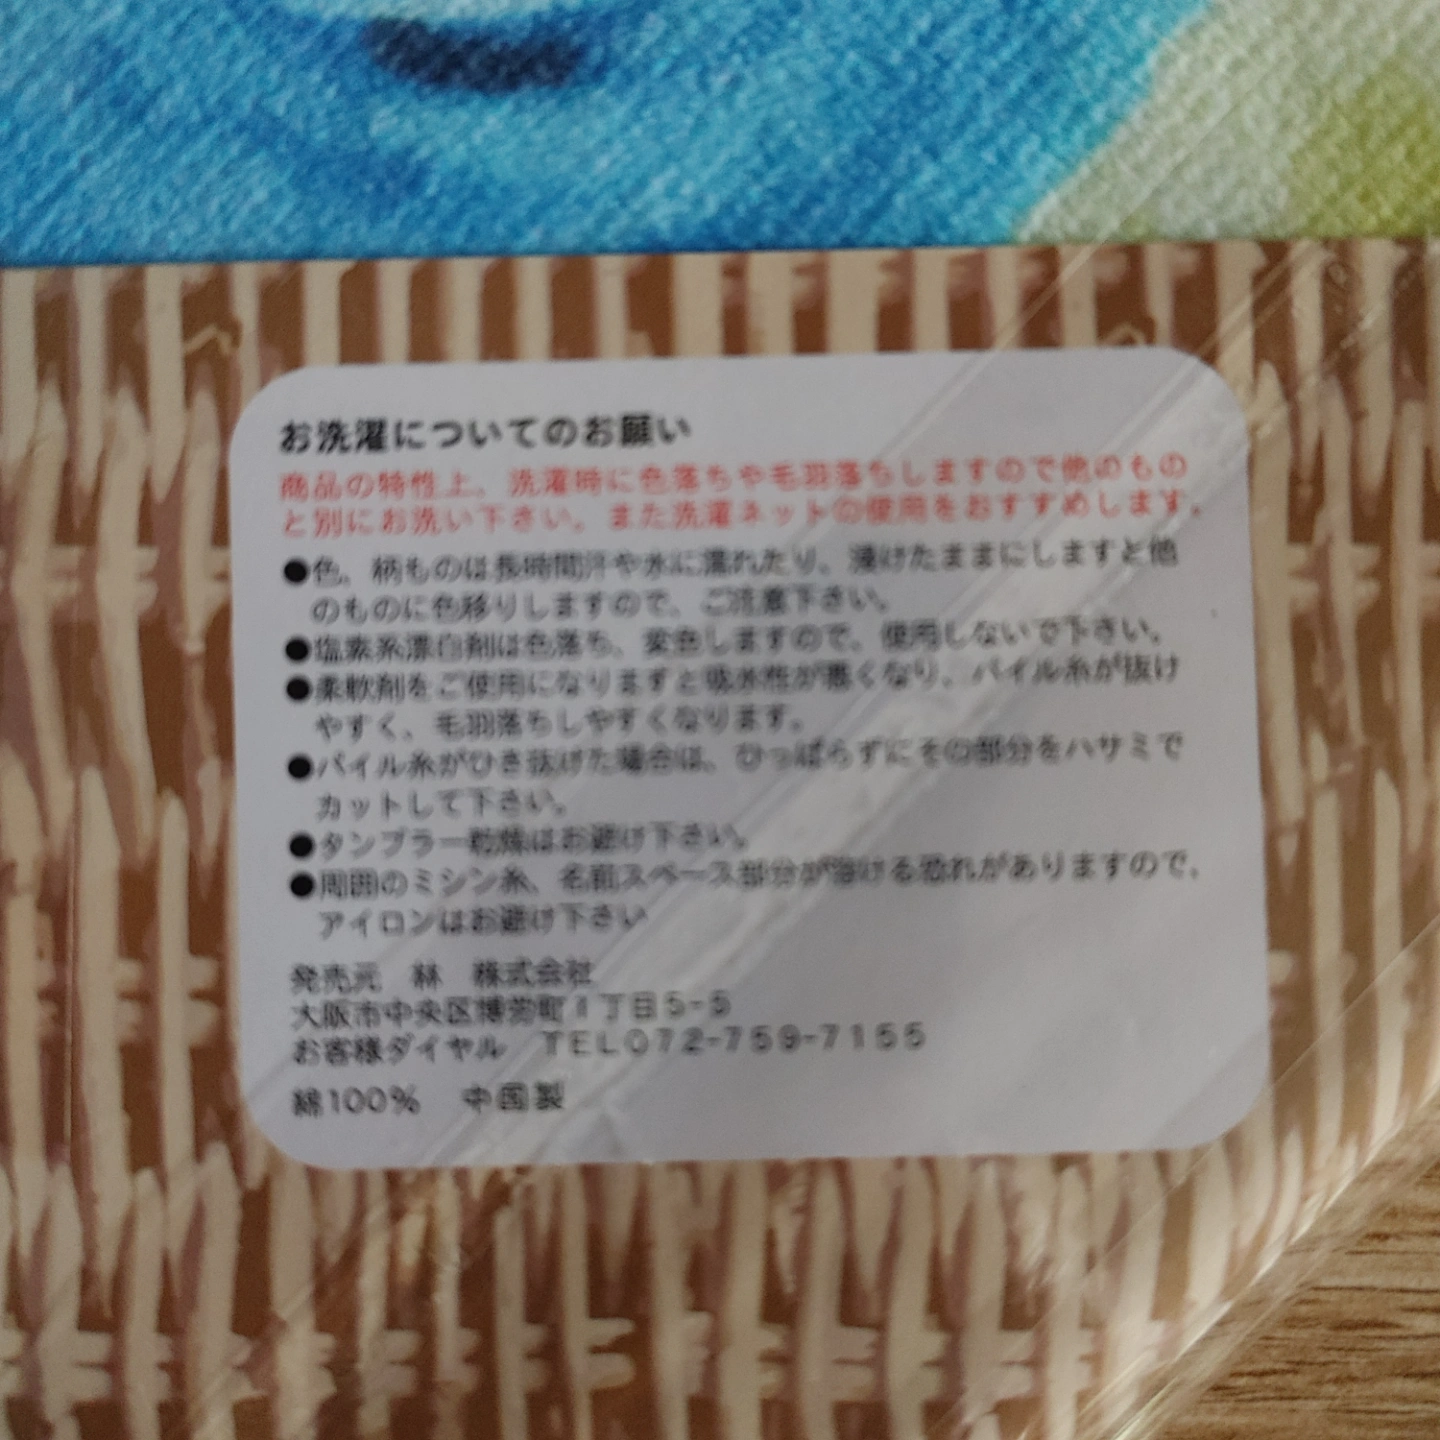 お洗濯についてのお願い
商品の特性上、洗濯時に色落ちや毛羽落ちしますので他のもの
と別にお洗い下さい。また洗濯ネットの使用をおすすめします。
●色、柄ものは長時間汗や水に濡れたり、浸けたままにしますと他
のものに色移りしますので、ご注意下さい。
●塩素系漂白剤は色落ち、変色しますので、使用しないで下さい。
●柔軟剤をご使用になりますと吸水性が悪くなり、パイル糸が抜け
やすく、毛羽落ちしやすくなります。
●パイル糸がひき抜けた場合は、ひっぱらずにその部分をハサミで
カットして下さい。
●タンブラー乾燥はお避け下さい。
●周囲のミシン糸、名前スペース部分が溶ける恐れがありますので、
アイロンはお避け下さい
発売元 林 株式会社
大阪市中央区博労町1丁目5-5
お客様ダイヤル TEL072-759-7155
綿100% 中国製